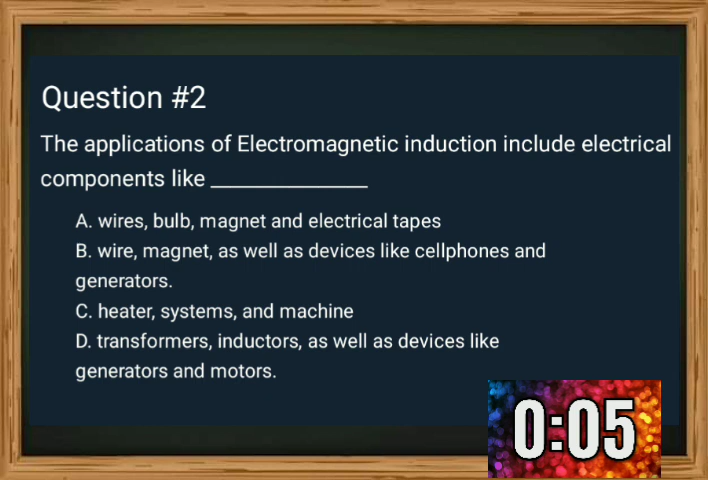 Question #2
The applications of Electromagnetic induction include electrical
components like _______________
A. wires, bulb, magnet and electrical tapes
B. wire, magnet, as well as devices like cellphones and
generators.
C. heater, systems, and machine
D. transformers, inductors, as well as devices like
generators and motors.
0:05